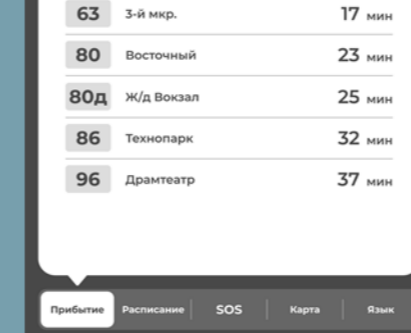 63 3-й мкр. 17 мин
80 Восточный 23 мин
80д Ж/д Вокзал 25 мин
86 Технопарк 32 мин
96 Драмтеатр 37 мин
Прибытие Расписание SOS Карта Язык